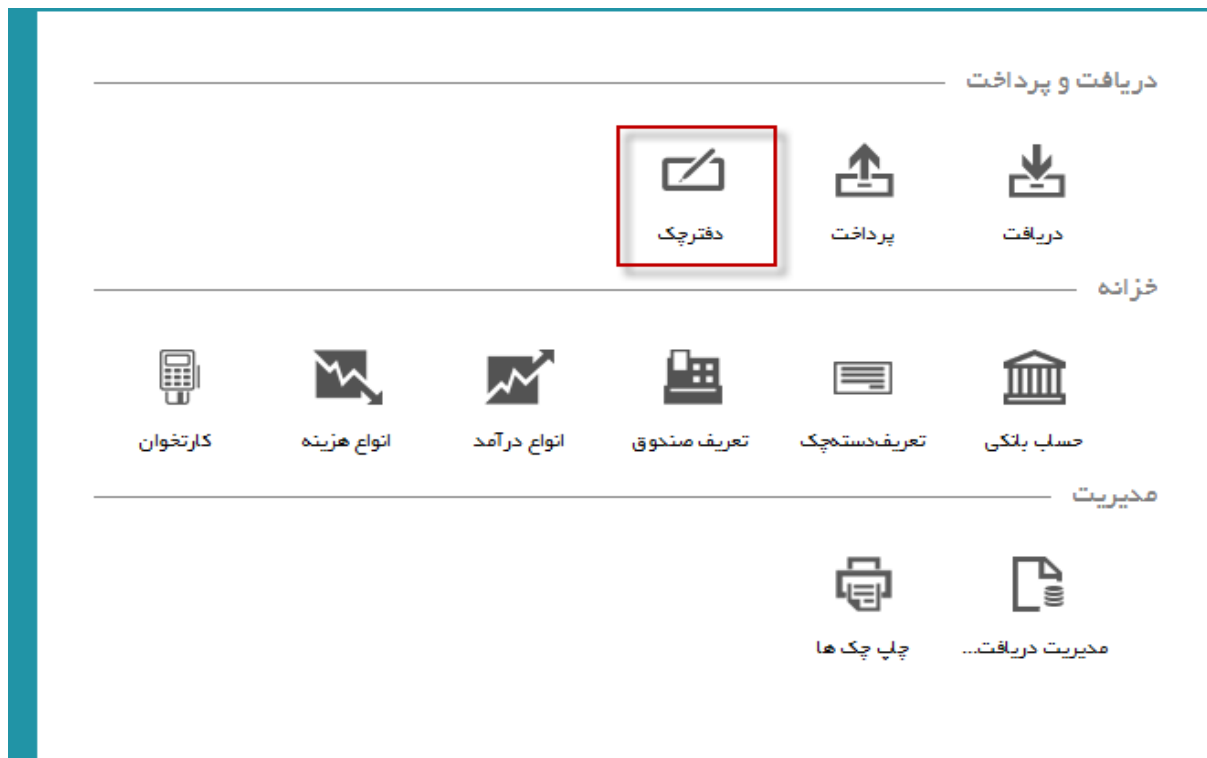 دریافت و پرداخت
دریافت
پرداخت
دفترچک
خزانه
حساب بانکی
تعریف‌دسته‌چک
تعریف صندوق
انواع درآمد
انواع هزینه
کارتخوان
مدیریت
مدیریت دریافت...
چاپ چک ها